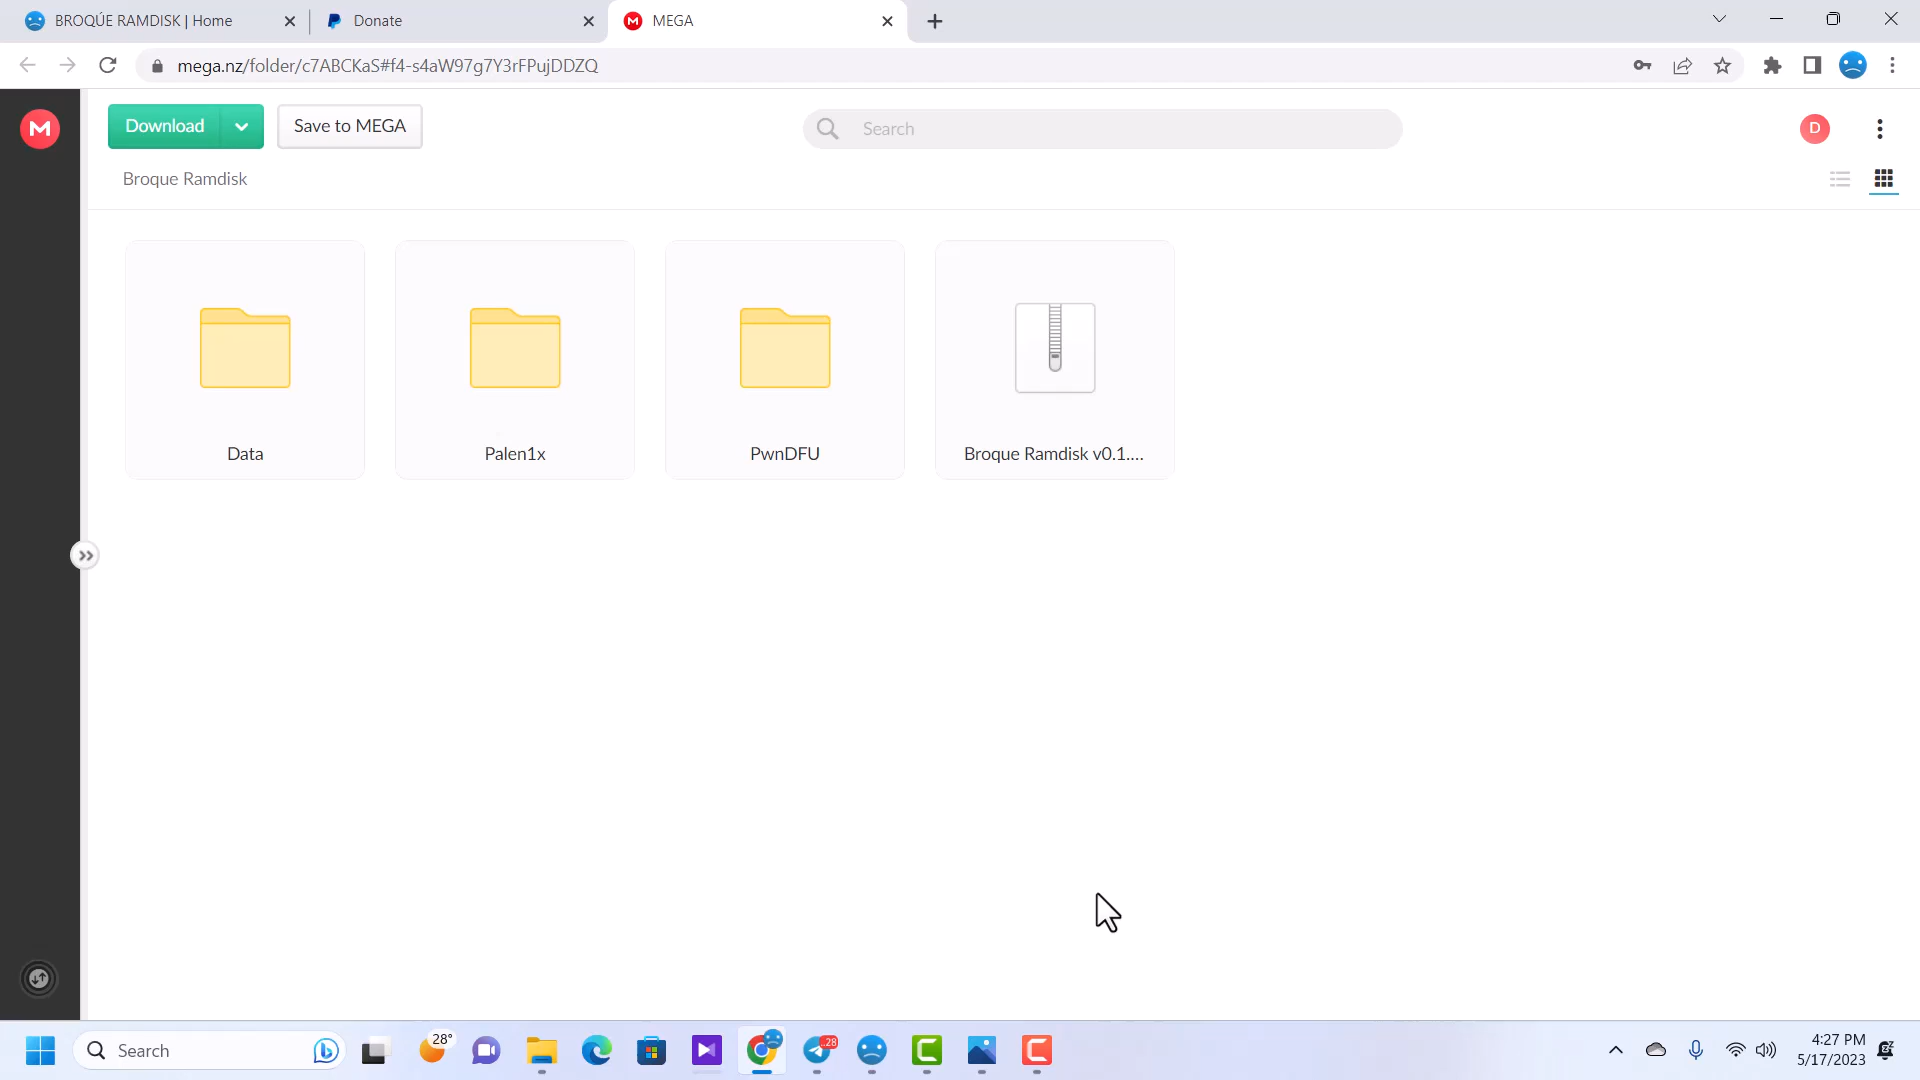 BROQÚE RAMDISK | Home
Donate
MEGA
mega.nz/folder/c7ABCKaS#f4-s4aW97g7Y3rFPujDDZQ
M
Download
Save to MEGA
Search
D
Broque Ramdisk
Data
Palen1x
PwnDFU
Broque Ramdisk v0.1....
Search
28°
..28
4:27 PM
5/17/2023